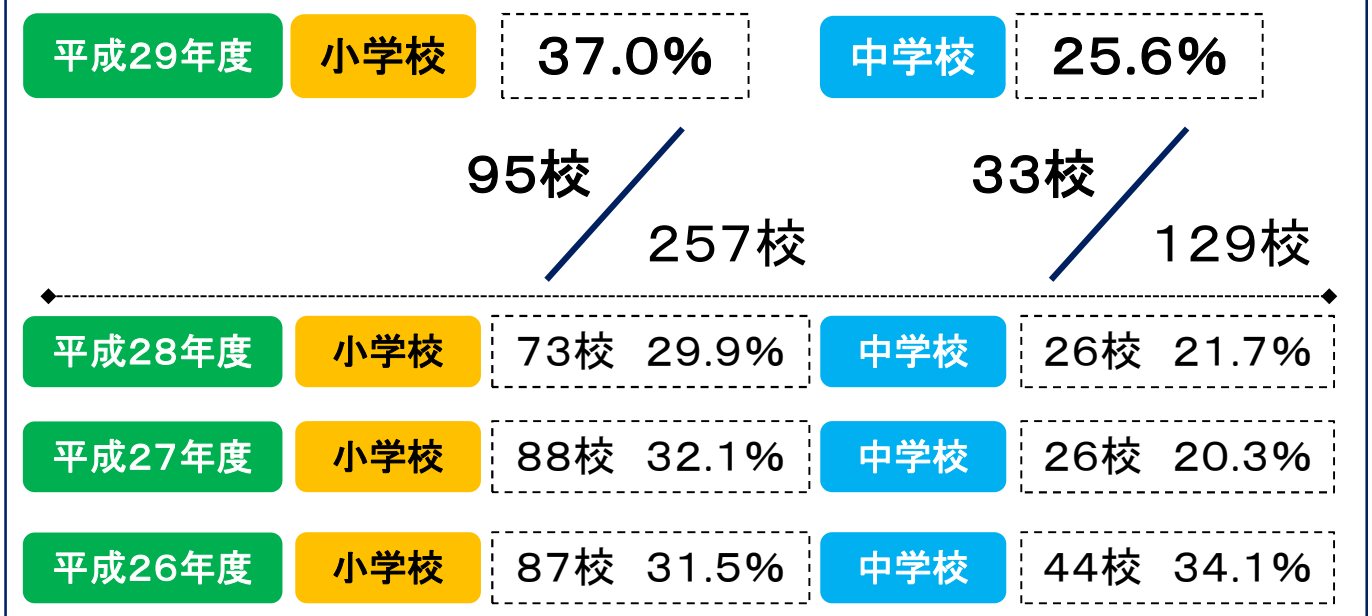 平成29年度 小学校 37.0% 中学校 25.6%
95校 33校
257校 129校
平成28年度 小学校 73校 29.9% 中学校 26校 21.7%
平成27年度 小学校 88校 32.1% 中学校 26校 20.3%
平成26年度 小学校 87校 31.5% 中学校 44校 34.1%